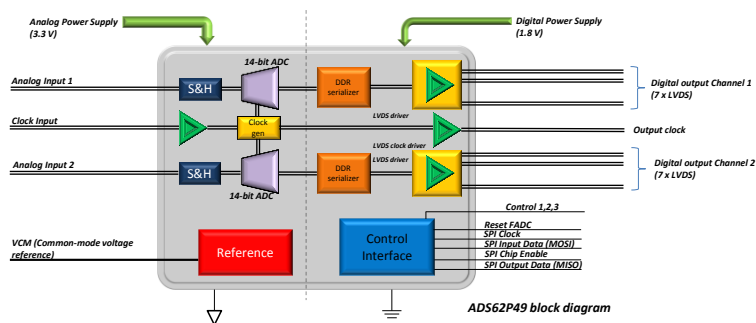 Analog Power Supply
(3.3 V)
Digital Power Supply
(1.8 V)
14-bit ADC
Analog Input 1
S&H
DDR
serializer
Digital output Channel 1
(7 x LVDS)
LVDS driver
Clock Input
Clock
gen
Output clock
LVDS clock driver
LVDS driver
Analog Input 2
S&H
DDR
serializer
Digital output Channel 2
(7 x LVDS)
14-bit ADC
Control 1,2,3
VCM (Common-mode voltage
reference)
Reference
Control
Interface
Reset FADC
SPI Clock
SPI Input Data (MOSI)
SPI Chip Enable
SPI Output Data (MISO)
ADS62P49 block diagram